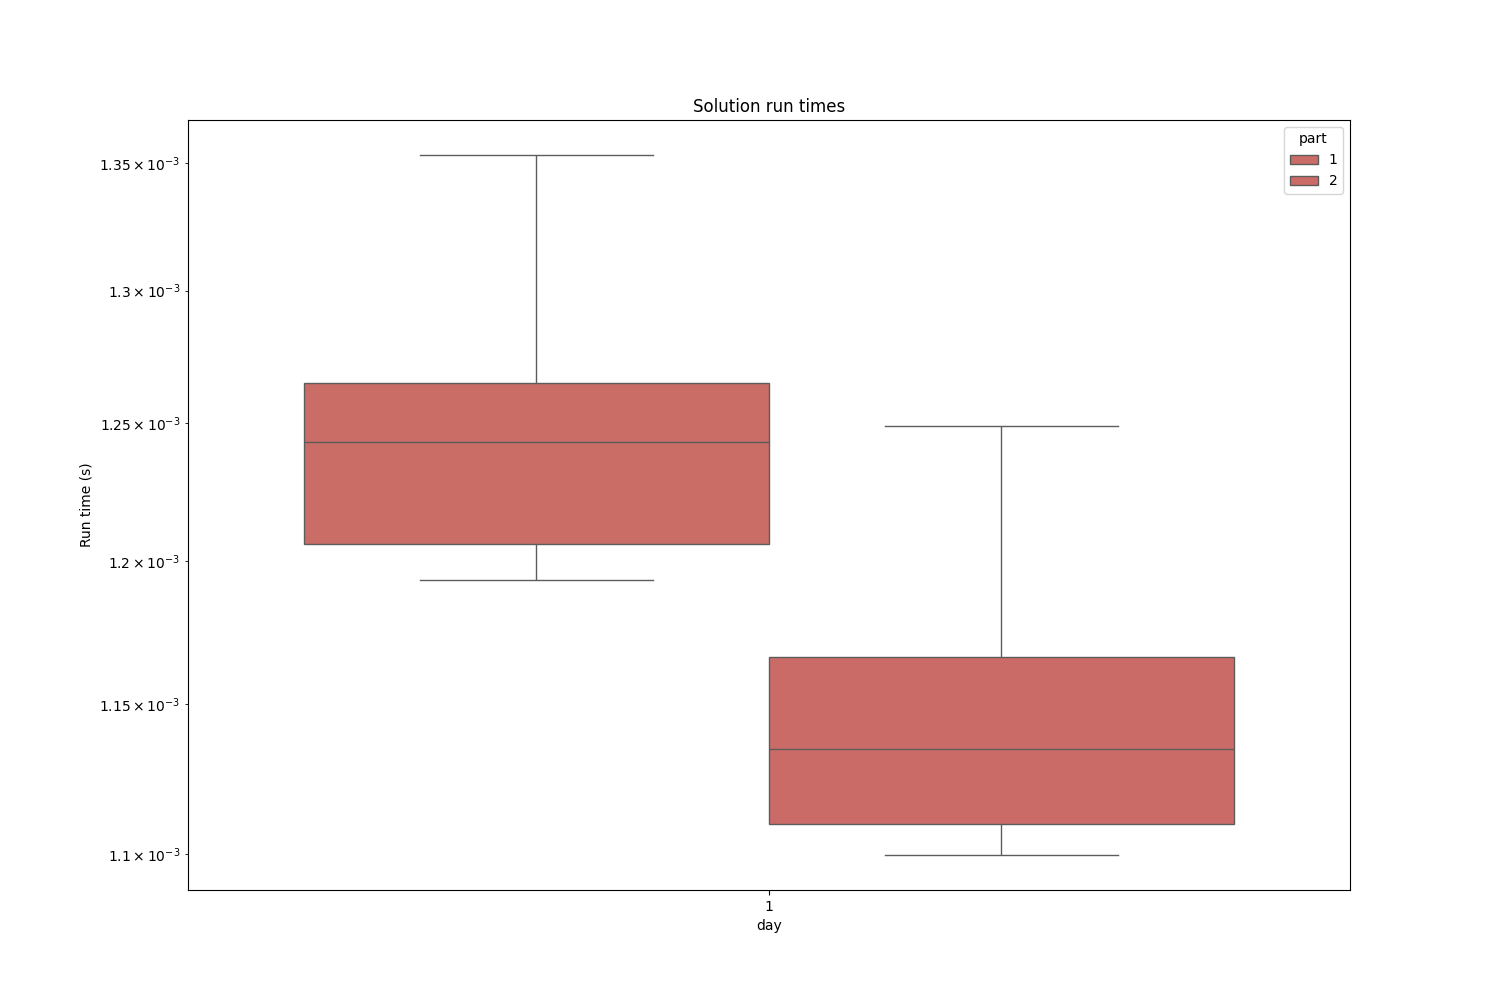 Solution run times
part
1
2
1.35 × 10⁻³
1.3 × 10⁻³
1.25 × 10⁻³
1.2 × 10⁻³
1.15 × 10⁻³
1.1 × 10⁻³
Run time (s)
1
day